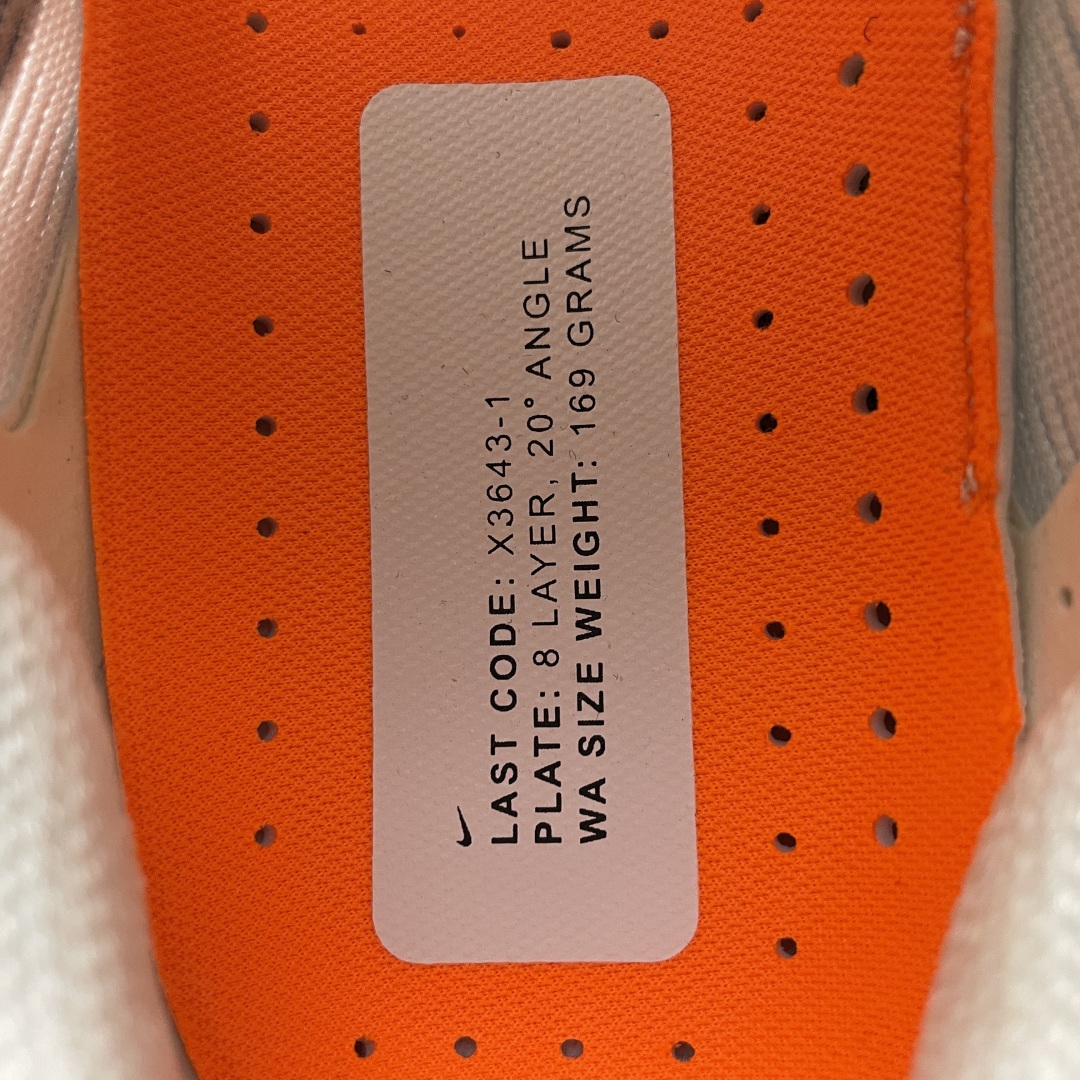 LAST CODE: X3643-1
PLATE: 8 LAYER, 20° ANGLE
WA SIZE WEIGHT: 169 GRAMS